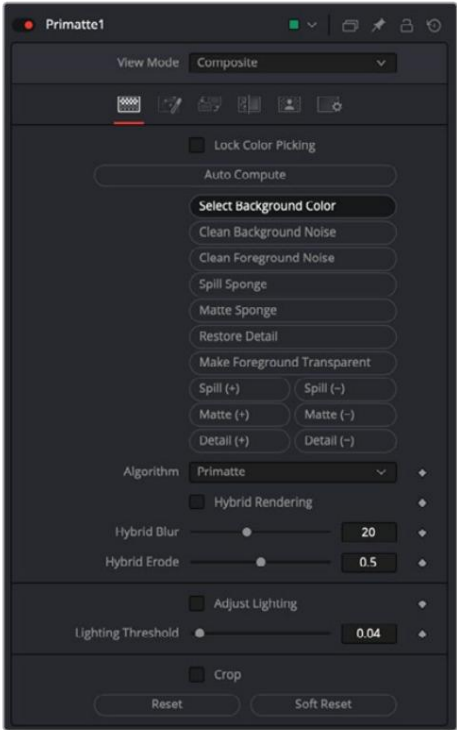 Primatte1
View Mode Composite
Lock Color Picking
Auto Compute
Select Background Color
Clean Background Noise
Clean Foreground Noise
Spill Sponge
Matte Sponge
Restore Detail
Make Foreground Transparent
Spill (+) Spill (−)
Matte (+) Matte (−)
Detail (+) Detail (−)
Algorithm Primatte
Hybrid Rendering
Hybrid Blur 20
Hybrid Erode 0.5
Adjust Lighting
Lighting Threshold 0.04
Crop
Reset Soft Reset